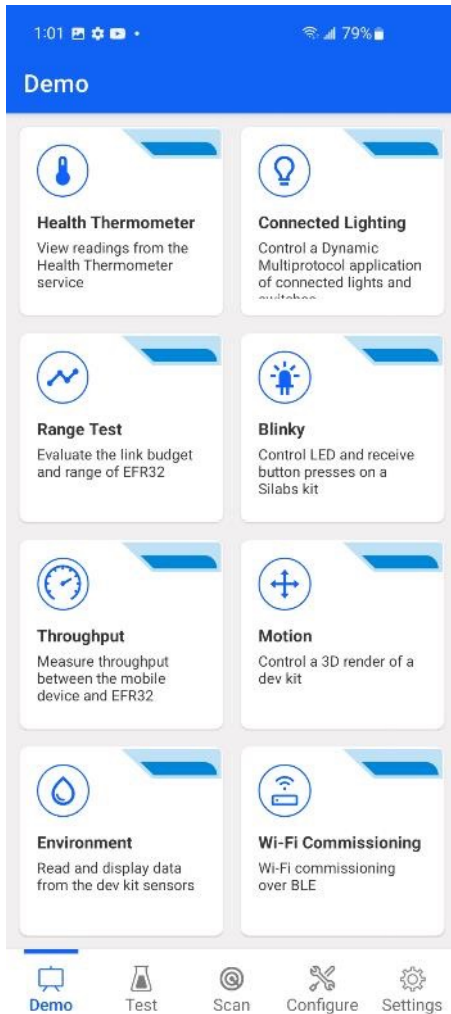 1:01 79%
Demo
Health Thermometer
View readings from the
Health Thermometer
service
Connected Lighting
Control a Dynamic
Multiprotocol application
of connected lights and
Range Test
Evaluate the link budget
and range of EFR32
Blinky
Control LED and receive
button presses on a
Silabs kit
Throughput
Measure throughput
between the mobile
device and EFR32
Motion
Control a 3D render of a
dev kit
Environment
Read and display data
from the dev kit sensors
Wi-Fi Commissioning
Wi-Fi commissioning
over BLE
Demo Test Scan Configure Settings